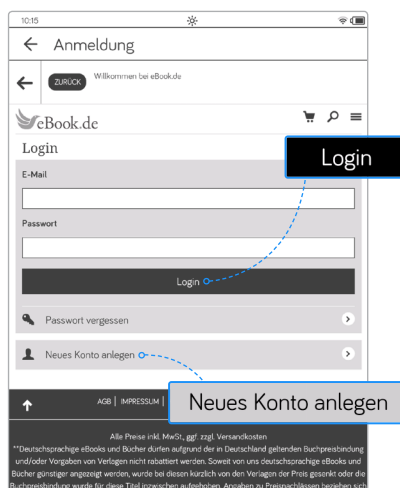 10:15
Anmeldung
ZURÜCK
Willkommen bei eBook.de
eBook.de
Login
Login
E-Mail
Passwort
Login
Passwort vergessen
Neues Konto anlegen
Neues Konto anlegen
AGB | IMPRESSUM |
Alle Preise inkl. MwSt., ggf. zzgl. Versandkosten
**Deutschsprachige eBooks und Bücher dürfen aufgrund der in Deutschland geltenden Buchpreisbindung
und/oder Vorgaben von Verlagen nicht rabattiert werden. Soweit von uns deutschsprachige eBooks und
Bücher günstiger angezeigt werden, wurde bei diesen kürzlich von den Verlagen der Preis gesenkt oder die
Buchpreisbindung wurde für diese Titel inzwischen aufgehoben. Angaben zu Preisnachlässen beziehen sich